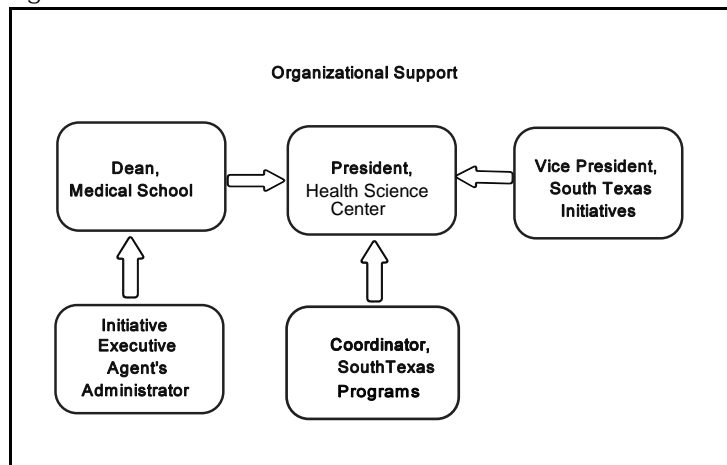 Organizational Support
Dean,
Medical School
President,
Health Science
Center
Vice President,
South Texas
Initiatives
Initiative
Executive
Agent's
Administrator
Coordinator,
SouthTexas
Programs